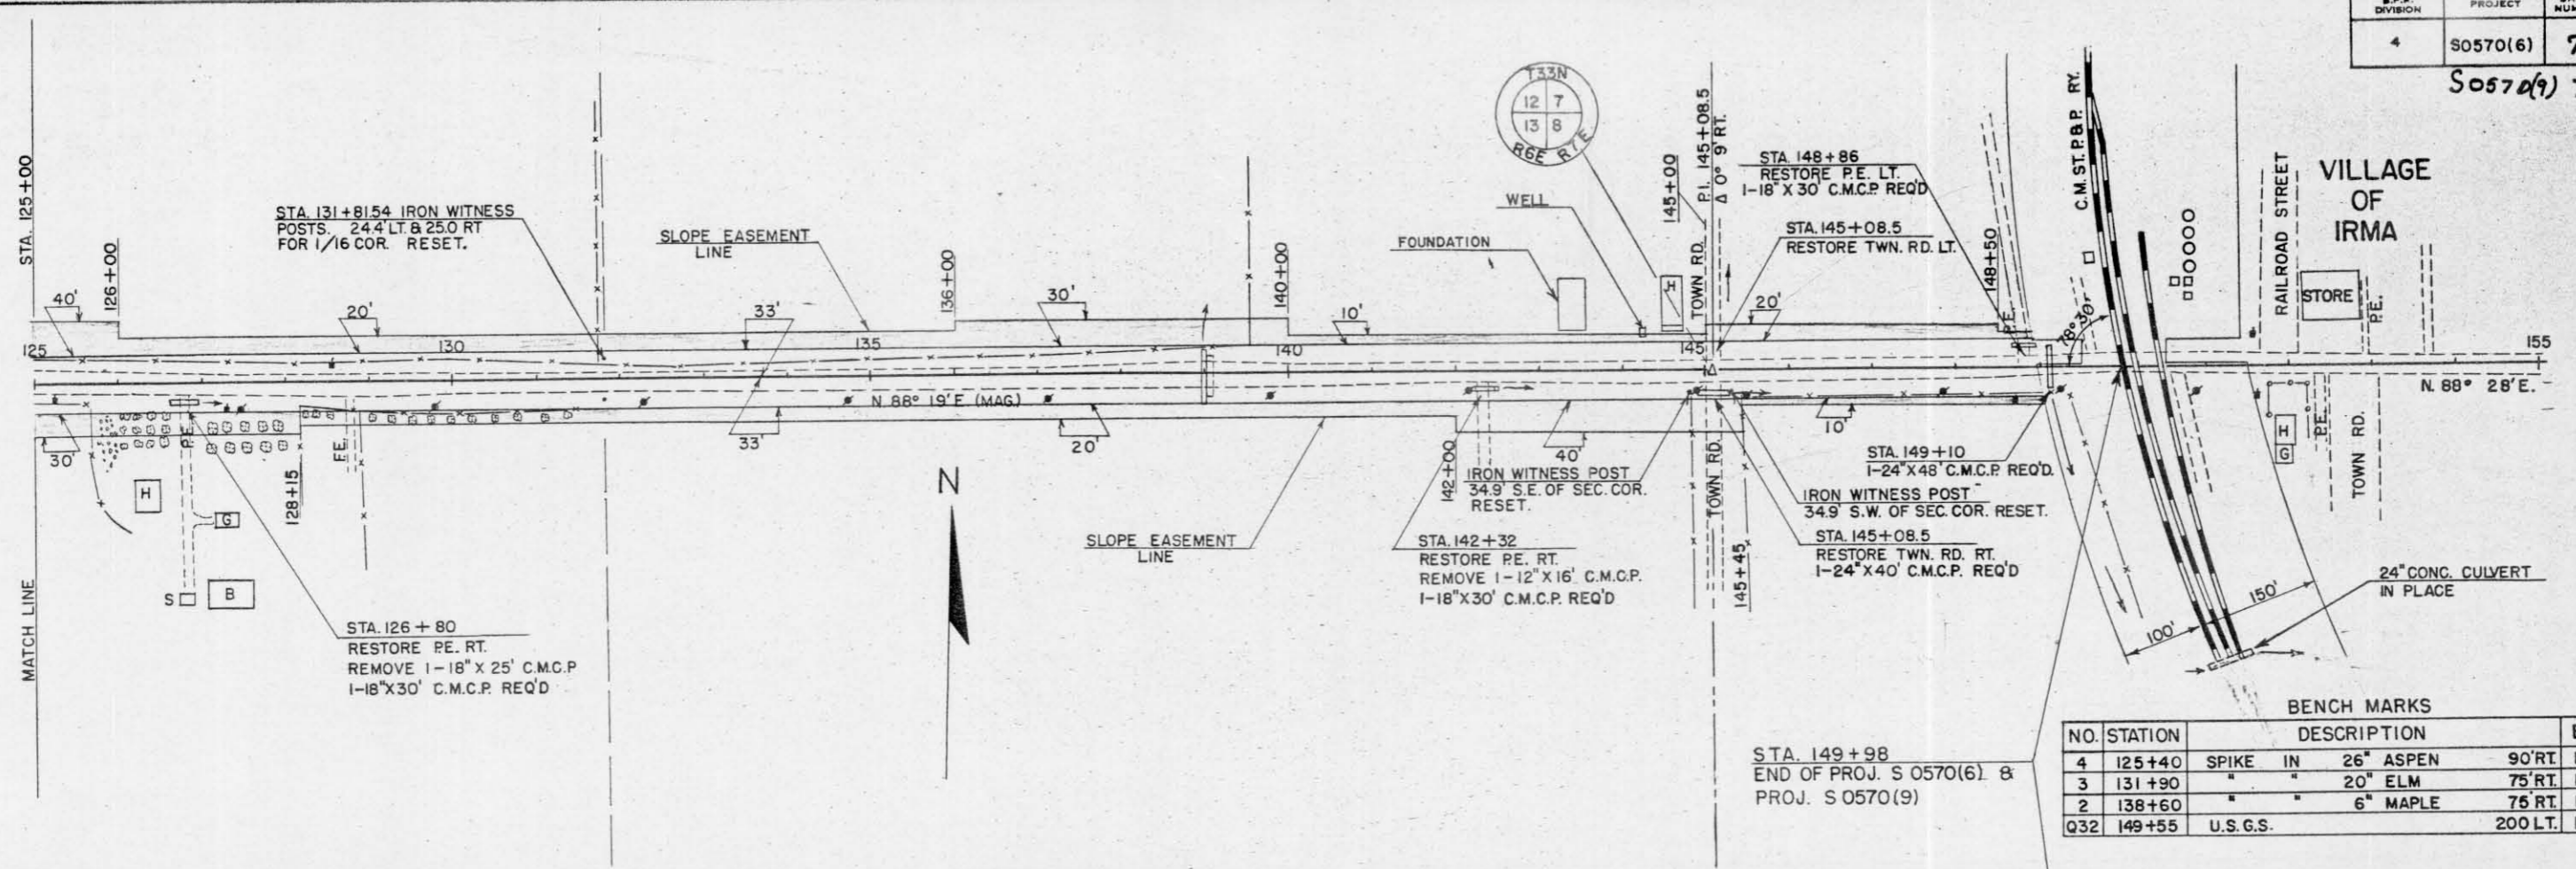 DIVISION
PROJECT
4
S0570(6)
S0570(9)
STA. 125+00
126+00
40'
125
STA. 131+81.54 IRON WITNESS
POSTS. 24.4' LT. & 25.0 RT
FOR 1/16 COR. RESET.
SLOPE EASEMENT
LINE
20'
130
33'
135
136+00
30'
140+00
140
10'
FOUNDATION
WELL
T33N
12 7
13 8
R6E R7E
H
145+00
TOWN RD.
P.I. 145+08.5
Δ 0° 9' RT.
145
STA. 148+86
RESTORE P.E. LT.
1-18" X 30' C.M.C.P. REQ'D
STA. 145+08.5
RESTORE TWN. RD. LT.
20'
148+50
P.E.
78°30'
C.M. ST. P. & P. RY.
RAILROAD STREET
VILLAGE
OF
IRMA
STORE
P.E.
155
N. 88° 28' E.
N 88° 19' E (MAG.)
30'
P.E.
H
G
S
B
128+15
F.E.
33'
20'
MATCH LINE
STA. 126+80
RESTORE P.E. RT.
REMOVE 1-18" X 25' C.M.C.P
1-18"X30' C.M.C.P. REQ'D
N
SLOPE EASEMENT
LINE
142+00
40'
IRON WITNESS POST
34.9' S.E. OF SEC. COR.
RESET.
STA. 142+32
RESTORE P.E. RT.
REMOVE 1-12" X 16' C.M.C.P.
1-18"X30' C.M.C.P. REQ'D
TOWN RD.
145+45
10'
STA. 149+10
1-24"X48' C.M.C.P. REQ'D.
IRON WITNESS POST
34.9' S.W. OF SEC. COR. RESET.
STA. 145+08.5
RESTORE TWN. RD. RT.
1-24"X40' C.M.C.P. REQ'D
H
G
P.E.
TOWN RD.
24" CONC. CULVERT
IN PLACE
150'
100'
STA. 149+98
END OF PROJ. S 0570(6) &
PROJ. S 0570(9)
BENCH MARKS
NO. STATION DESCRIPTION
4 125+40 SPIKE IN 26" ASPEN 90' RT.
3 131+90 " " 20" ELM 75' RT.
2 138+60 " " 6" MAPLE 75' RT.
Q32 149+55 U.S.G.S. 200 LT.